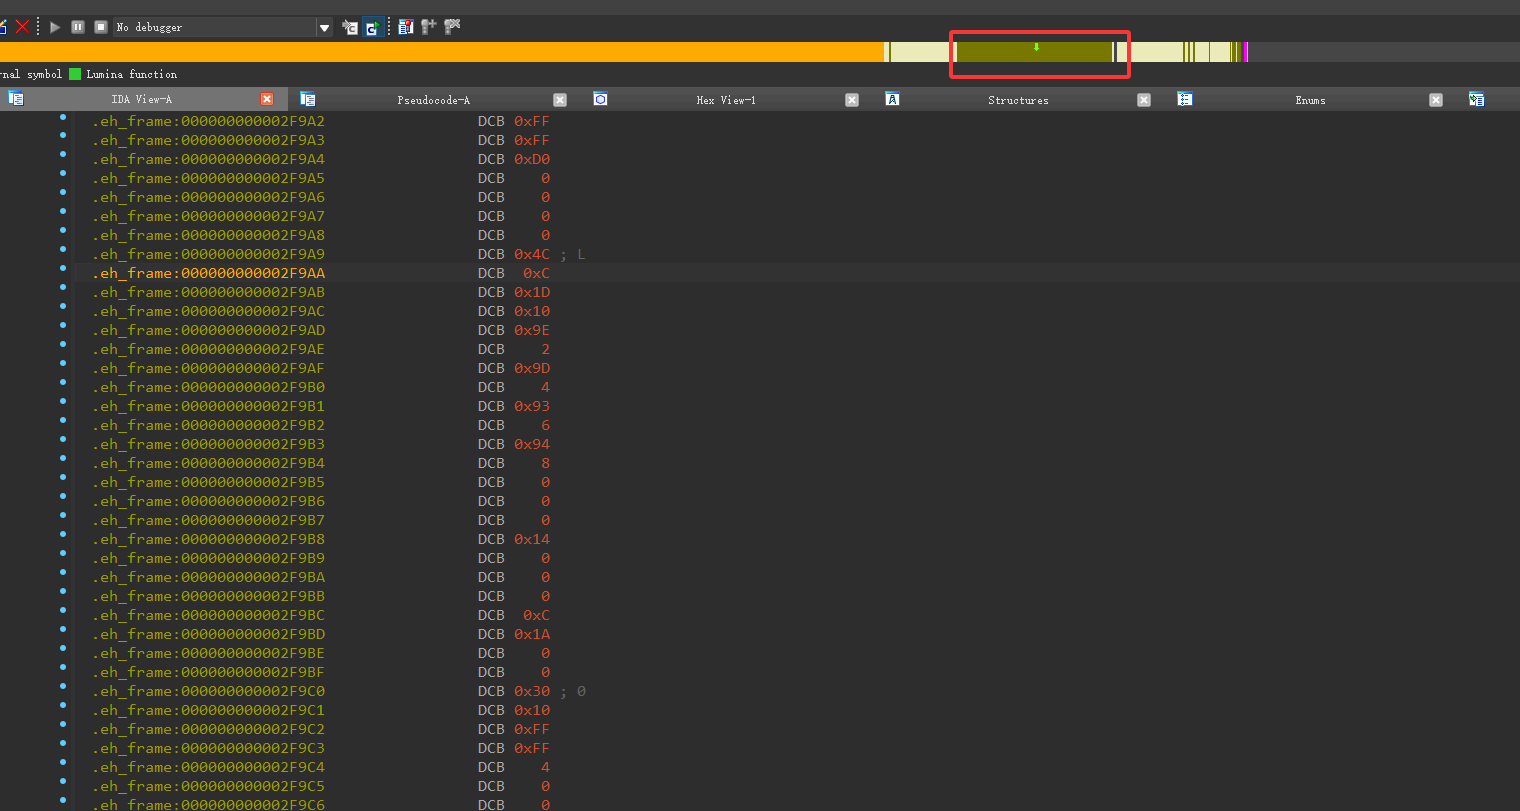 No debugger
rnal symbol Lumina function
IDA View-A Pseudocode-A Hex View-1 Structures Enums
.eh_frame:000000000002F9A2 DCB 0xFF
.eh_frame:000000000002F9A3 DCB 0xFF
.eh_frame:000000000002F9A4 DCB 0xD0
.eh_frame:000000000002F9A5 DCB 0
.eh_frame:000000000002F9A6 DCB 0
.eh_frame:000000000002F9A7 DCB 0
.eh_frame:000000000002F9A8 DCB 0
.eh_frame:000000000002F9A9 DCB 0x4C ; L
.eh_frame:000000000002F9AA DCB 0xC
.eh_frame:000000000002F9AB DCB 0x1D
.eh_frame:000000000002F9AC DCB 0x10
.eh_frame:000000000002F9AD DCB 0x9E
.eh_frame:000000000002F9AE DCB 2
.eh_frame:000000000002F9AF DCB 0x9D
.eh_frame:000000000002F9B0 DCB 4
.eh_frame:000000000002F9B1 DCB 0x93
.eh_frame:000000000002F9B2 DCB 6
.eh_frame:000000000002F9B3 DCB 0x94
.eh_frame:000000000002F9B4 DCB 8
.eh_frame:000000000002F9B5 DCB 0
.eh_frame:000000000002F9B6 DCB 0
.eh_frame:000000000002F9B7 DCB 0
.eh_frame:000000000002F9B8 DCB 0x14
.eh_frame:000000000002F9B9 DCB 0
.eh_frame:000000000002F9BA DCB 0
.eh_frame:000000000002F9BB DCB 0
.eh_frame:000000000002F9BC DCB 0xC
.eh_frame:000000000002F9BD DCB 0x1A
.eh_frame:000000000002F9BE DCB 0
.eh_frame:000000000002F9BF DCB 0
.eh_frame:000000000002F9C0 DCB 0x30 ; 0
.eh_frame:000000000002F9C1 DCB 0x10
.eh_frame:000000000002F9C2 DCB 0xFF
.eh_frame:000000000002F9C3 DCB 0xFF
.eh_frame:000000000002F9C4 DCB 4
.eh_frame:000000000002F9C5 DCB 0
.eh_frame:000000000002F9C6 DCB 0